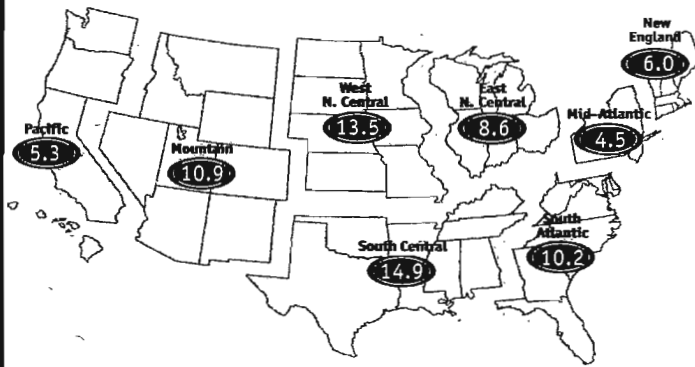 New
England
6.0
West
N. Central
13.5
East
N. Central
8.6
Mid-Atlantic
4.5
Pacific
5.3
Mountain
10.9
South
Atlantic
10.2
South Central
14.9